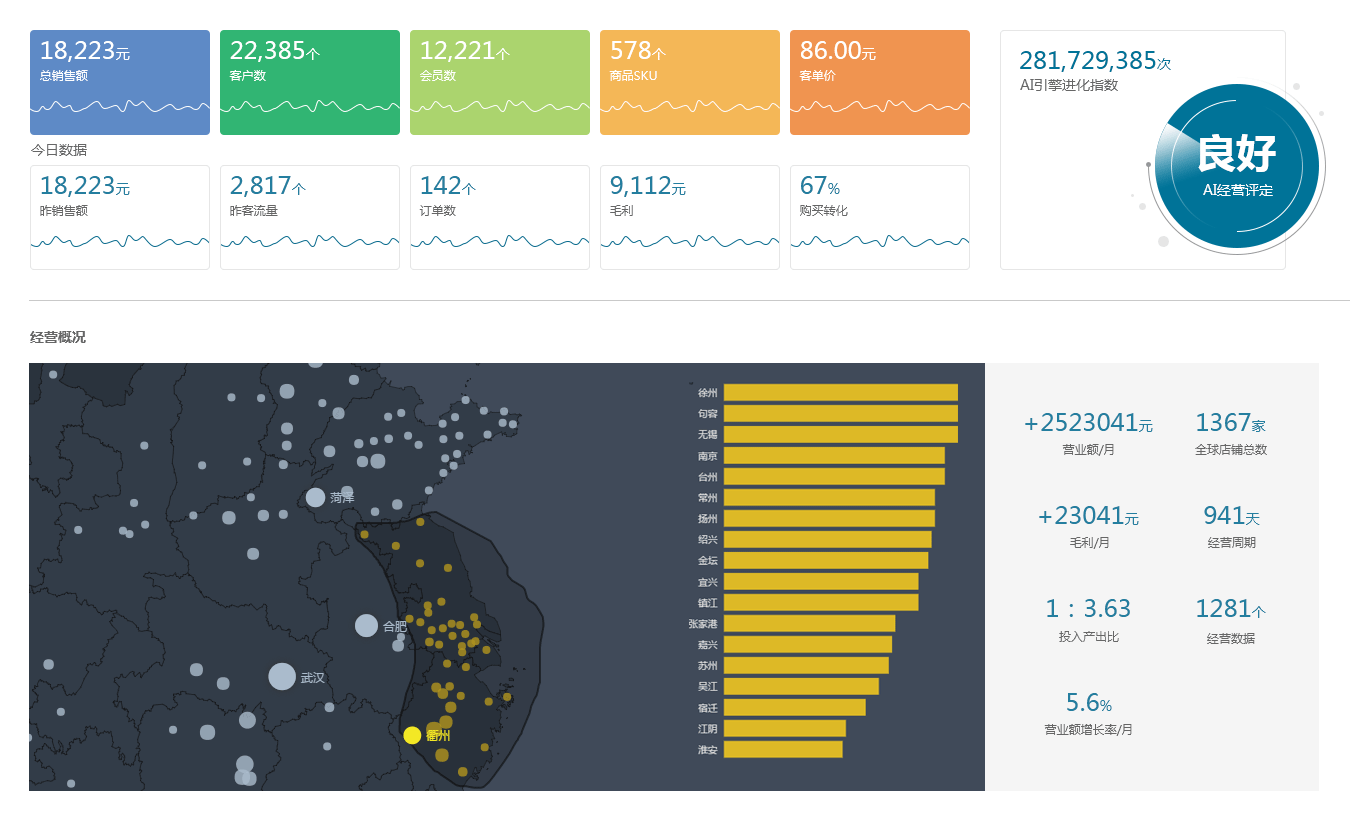 18,223元
总销售额
22,385个
客户数
12,221个
会员数
578个
商品SKU
86.00元
客单价
281,729,385次
AI引擎进化指数
良好
AI经营评定
今日数据
18,223元
昨销售额
2,817个
昨客流量
142个
订单数
9,112元
毛利
67%
购买转化
经营概况
菏泽
合肥
武汉
衢州
徐州
句容
无锡
南京
台州
常州
扬州
绍兴
金坛
宜兴
镇江
张家港
嘉兴
苏州
吴江
宿迁
江阴
淮安
+2523041元
营业额/月
1367家
全球店铺总数
+23041元
毛利/月
941天
经营周期
1：3.63
投入产出比
1281个
经营数据
5.6%
营业额增长率/月